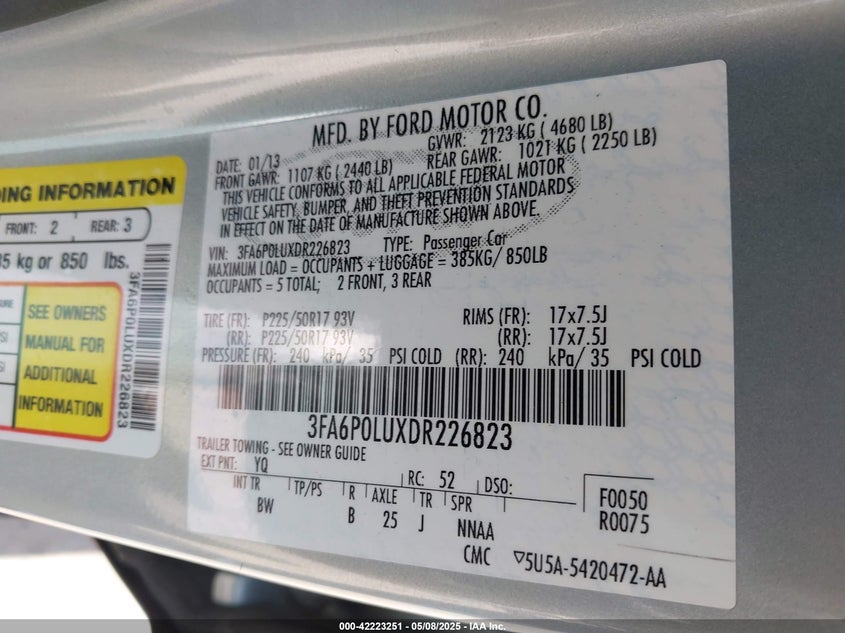 MFD. BY FORD MOTOR CO.
DATE: 01/13 GVWR: 2123 KG ( 4680 LB)
FRONT GAWR: 1107 KG ( 2440 LB) REAR GAWR: 1021 KG ( 2250 LB)
THIS VEHICLE CONFORMS TO ALL APPLICABLE FEDERAL MOTOR
VEHICLE SAFETY, BUMPER, AND THEFT PREVENTION STANDARDS
IN EFFECT ON THE DATE OF MANUFACTURE SHOWN ABOVE.
VIN: 3FA6P0LUXDR226823 TYPE: Passenger Car
MAXIMUM LOAD = OCCUPANTS + LUGGAGE = 385KG/ 850LB
OCCUPANTS = 5 TOTAL; 2 FRONT, 3 REAR
TIRE (FR): P225/50R17 93V RIMS (FR): 17x7.5J
(RR): P225/50R17 93V (RR): 17x7.5J
PRESSURE (FR): 240 kPa/ 35 PSI COLD (RR): 240 kPa/ 35 PSI COLD
3FA6P0LUXDR226823
TRAILER TOWING - SEE OWNER GUIDE
EXT PNT: YQ RC: 52 DSO:
INT TR TP/PS R AXLE TR SPR
BW B 25 J NNAA
F0050
R0075
CMC ▽5U5A-5420472-AA
INFORMATION
FRONT: 2 REAR: 3
kg or 850 lbs.
SEE OWNERS
MANUAL FOR
ADDITIONAL
INFORMATION
3FA6P0LUXDR226823
000-42223251 - 05/08/2025 - IAA Inc.